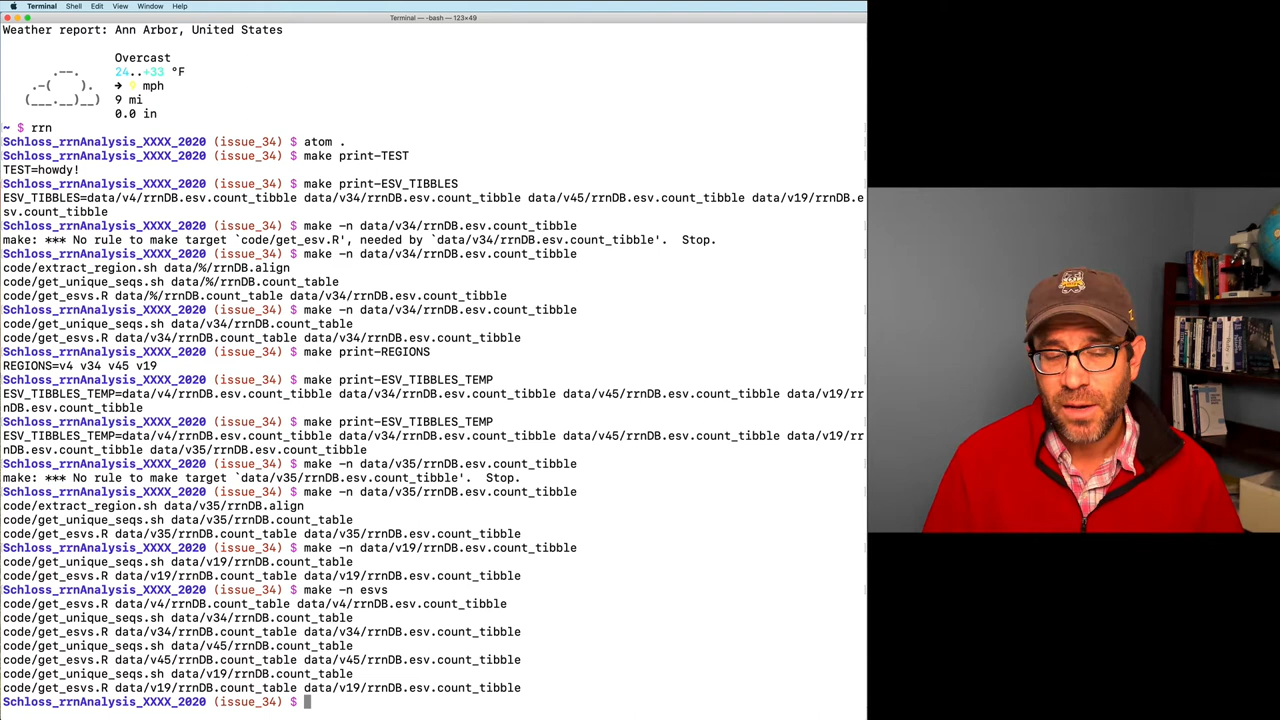 Terminal Shell Edit View Window Help
Terminal — -bash — 123×49
Weather report: Ann Arbor, United States
Overcast
.--. 24..+33 °F
.-( ). → 9 mph
(___.__)__) 9 mi
0.0 in
~ $ rrn
Schloss_rrnAnalysis_XXXX_2020 (issue_34) $ atom .
Schloss_rrnAnalysis_XXXX_2020 (issue_34) $ make print-TEST
TEST=howdy!
Schloss_rrnAnalysis_XXXX_2020 (issue_34) $ make print-ESV_TIBBLES
ESV_TIBBLES=data/v4/rrnDB.esv.count_tibble data/v34/rrnDB.esv.count_tibble data/v45/rrnDB.esv.count_tibble data/v19/rrnDB.e
sv.count_tibble
Schloss_rrnAnalysis_XXXX_2020 (issue_34) $ make -n data/v34/rrnDB.esv.count_tibble
make: *** No rule to make target `code/get_esv.R', needed by `data/v34/rrnDB.esv.count_tibble'.  Stop.
Schloss_rrnAnalysis_XXXX_2020 (issue_34) $ make -n data/v34/rrnDB.esv.count_tibble
code/extract_region.sh data/%/rrnDB.align
code/get_unique_seqs.sh data/%/rrnDB.count_table
code/get_esvs.R data/%/rrnDB.count_table data/v34/rrnDB.esv.count_tibble
Schloss_rrnAnalysis_XXXX_2020 (issue_34) $ make -n data/v34/rrnDB.esv.count_tibble
code/get_unique_seqs.sh data/v34/rrnDB.count_table
code/get_esvs.R data/v34/rrnDB.count_table data/v34/rrnDB.esv.count_tibble
Schloss_rrnAnalysis_XXXX_2020 (issue_34) $ make print-REGIONS
REGIONS=v4 v34 v45 v19
Schloss_rrnAnalysis_XXXX_2020 (issue_34) $ make print-ESV_TIBBLES_TEMP
ESV_TIBBLES_TEMP=data/v4/rrnDB.esv.count_tibble data/v34/rrnDB.esv.count_tibble data/v45/rrnDB.esv.count_tibble data/v19/rr
nDB.esv.count_tibble
Schloss_rrnAnalysis_XXXX_2020 (issue_34) $ make print-ESV_TIBBLES_TEMP
ESV_TIBBLES_TEMP=data/v4/rrnDB.esv.count_tibble data/v34/rrnDB.esv.count_tibble data/v45/rrnDB.esv.count_tibble data/v19/rr
nDB.esv.count_tibble data/v35/rrnDB.esv.count_tibble
Schloss_rrnAnalysis_XXXX_2020 (issue_34) $ make -n data/v35/rrnDB.esv.count_tibble
make: *** No rule to make target `data/v35/rrnDB.esv.count_tibble'.  Stop.
Schloss_rrnAnalysis_XXXX_2020 (issue_34) $ make -n data/v35/rrnDB.esv.count_tibble
code/extract_region.sh data/v35/rrnDB.align
code/get_unique_seqs.sh data/v35/rrnDB.count_table
code/get_esvs.R data/v35/rrnDB.count_table data/v35/rrnDB.esv.count_tibble
Schloss_rrnAnalysis_XXXX_2020 (issue_34) $ make -n data/v19/rrnDB.esv.count_tibble
code/get_unique_seqs.sh data/v19/rrnDB.count_table
code/get_esvs.R data/v19/rrnDB.count_table data/v19/rrnDB.esv.count_tibble
Schloss_rrnAnalysis_XXXX_2020 (issue_34) $ make -n esvs
code/get_esvs.R data/v4/rrnDB.count_table data/v4/rrnDB.esv.count_tibble
code/get_unique_seqs.sh data/v34/rrnDB.count_table
code/get_esvs.R data/v34/rrnDB.count_table data/v34/rrnDB.esv.count_tibble
code/get_unique_seqs.sh data/v45/rrnDB.count_table
code/get_esvs.R data/v45/rrnDB.count_table data/v45/rrnDB.esv.count_tibble
code/get_unique_seqs.sh data/v19/rrnDB.count_table
code/get_esvs.R data/v19/rrnDB.count_table data/v19/rrnDB.esv.count_tibble
Schloss_rrnAnalysis_XXXX_2020 (issue_34) $